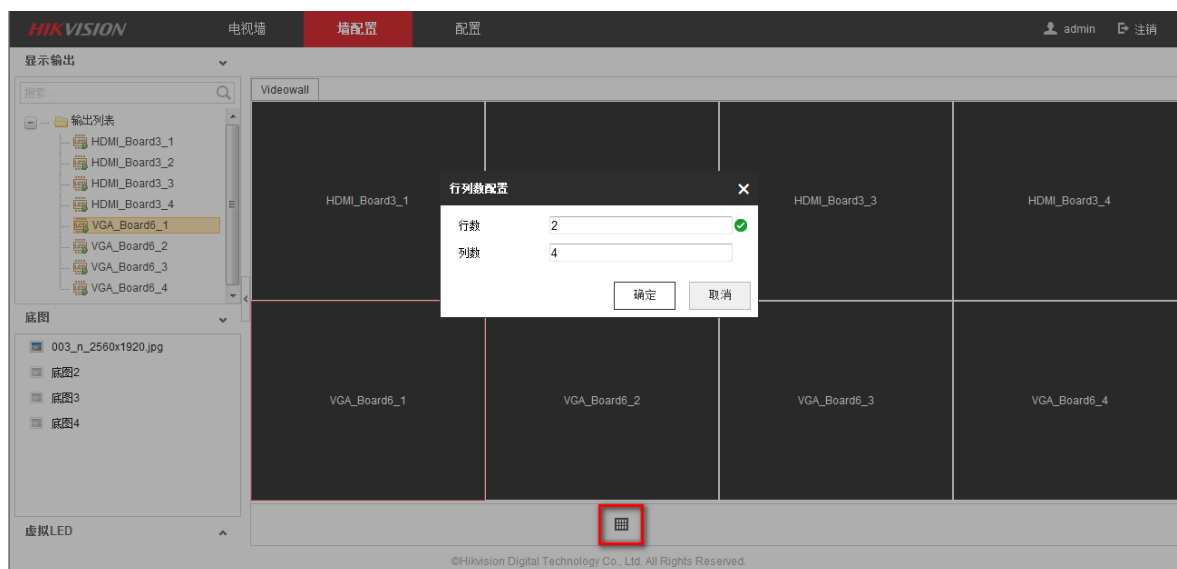 HIKVISION 电视墙 墙配置 配置 admin 注销
显示输出
搜索...
输出列表
HDMI_Board3_1
HDMI_Board3_2
HDMI_Board3_3
HDMI_Board3_4
VGA_Board6_1
VGA_Board6_2
VGA_Board6_3
VGA_Board6_4
底图
003_n_2560x1920.jpg
底图2
底图3
底图4
虚拟LED
Videowall
HDMI_Board3_1
HDMI_Board3_3
HDMI_Board3_4
行列数配置
行数 2
列数 4
确定 取消
VGA_Board6_1
VGA_Board6_2
VGA_Board6_3
VGA_Board6_4
©Hikvision Digital Technology Co., Ltd. All Rights Reserved.